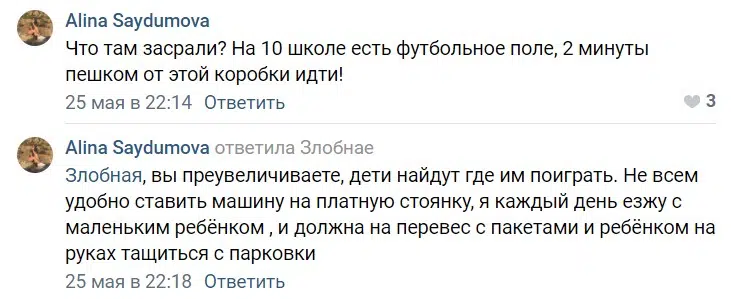 Alina Saydumova
Что там засрали? На 10 школе есть футбольное поле, 2 минуты
пешком от этой коробки идти!
25 мая в 22:14 Ответить
3
Alina Saydumova ответила Злобнае
Злобная, вы преувеличиваете, дети найдут где им поиграть. Не всем
удобно ставить машину на платную стоянку, я каждый день езжу с
маленьким ребёнком , и должна на перевес с пакетами и ребёнком на
руках тащиться с парковки
25 мая в 22:18 Ответить